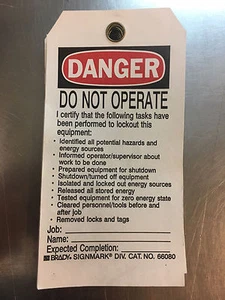 DANGER
DO NOT OPERATE
I certify that the following tasks have
been performed to lockout this
equipment:
• Identified all potential hazards and
energy sources
• Informed operator/supervisor about
work to be done
• Prepared equipment for shutdown
• Shutdown/turned off equipment
• Isolated and locked out energy sources
• Released all stored energy
• Tested equipment for zero energy state
• Cleared personnel/tools before and
after job
• Removed locks and tags
Job:
Name:
Expected Completion:
BRADY SIGNMARK® DIV. CAT. NO. 66080